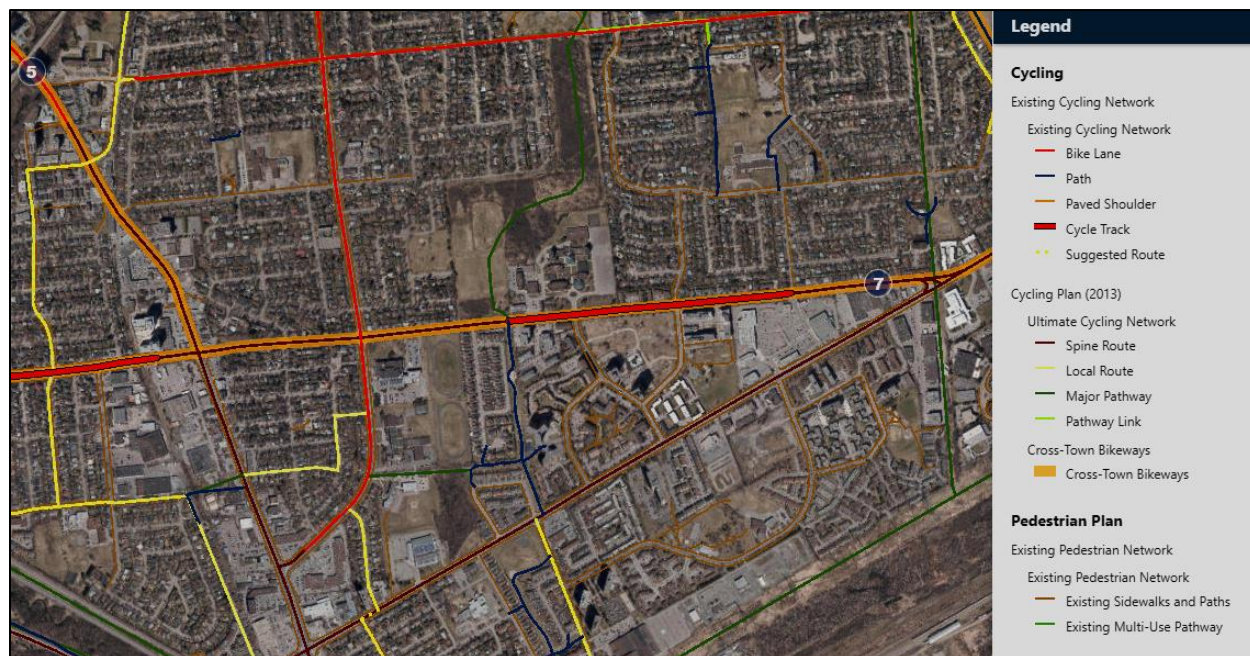 5
7
Legend
Cycling
Existing Cycling Network
Existing Cycling Network
Bike Lane
Path
Paved Shoulder
Cycle Track
Suggested Route
Cycling Plan (2013)
Ultimate Cycling Network
Spine Route
Local Route
Major Pathway
Pathway Link
Cross-Town Bikeways
Cross-Town Bikeways
Pedestrian Plan
Existing Pedestrian Network
Existing Pedestrian Network
Existing Sidewalks and Paths
Existing Multi-Use Pathway